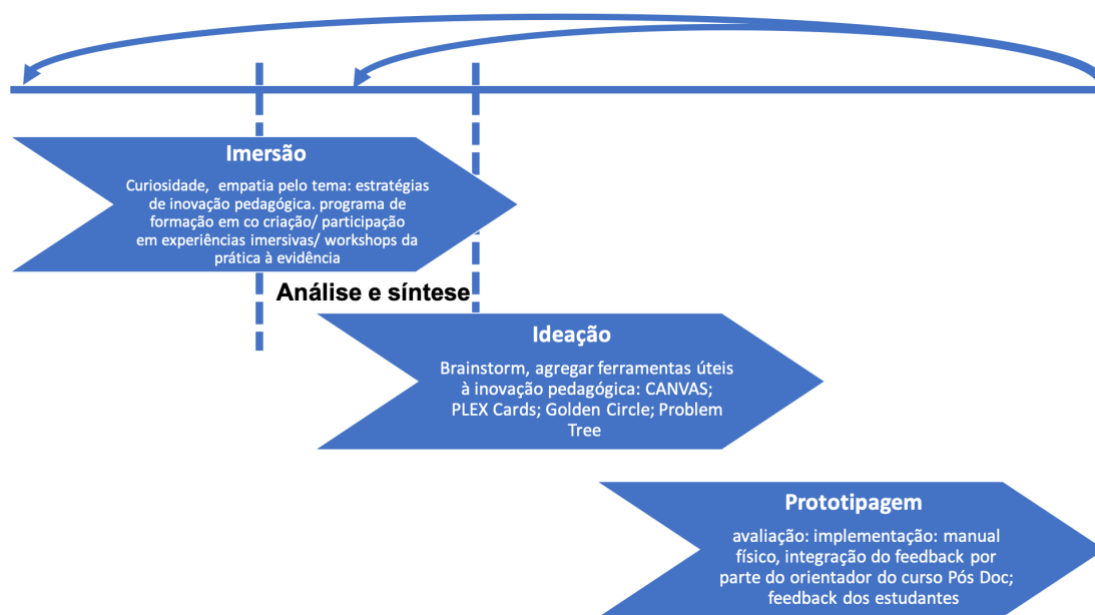 Imersão
Curiosidade, empatia pelo tema: estratégias
de inovação pedagógica. programa de
formação em co criação/ participação
em experiências imersivas/ workshops da
prática à evidência
Análise e síntese
Ideação
Brainstorm, agregar ferramentas úteis
à inovação pedagógica: CANVAS;
PLEX Cards; Golden Circle; Problem
Tree
Prototipagem
avaliação: implementação: manual
físico, integração do feedback por
parte do orientador do curso Pós Doc;
feedback dos estudantes